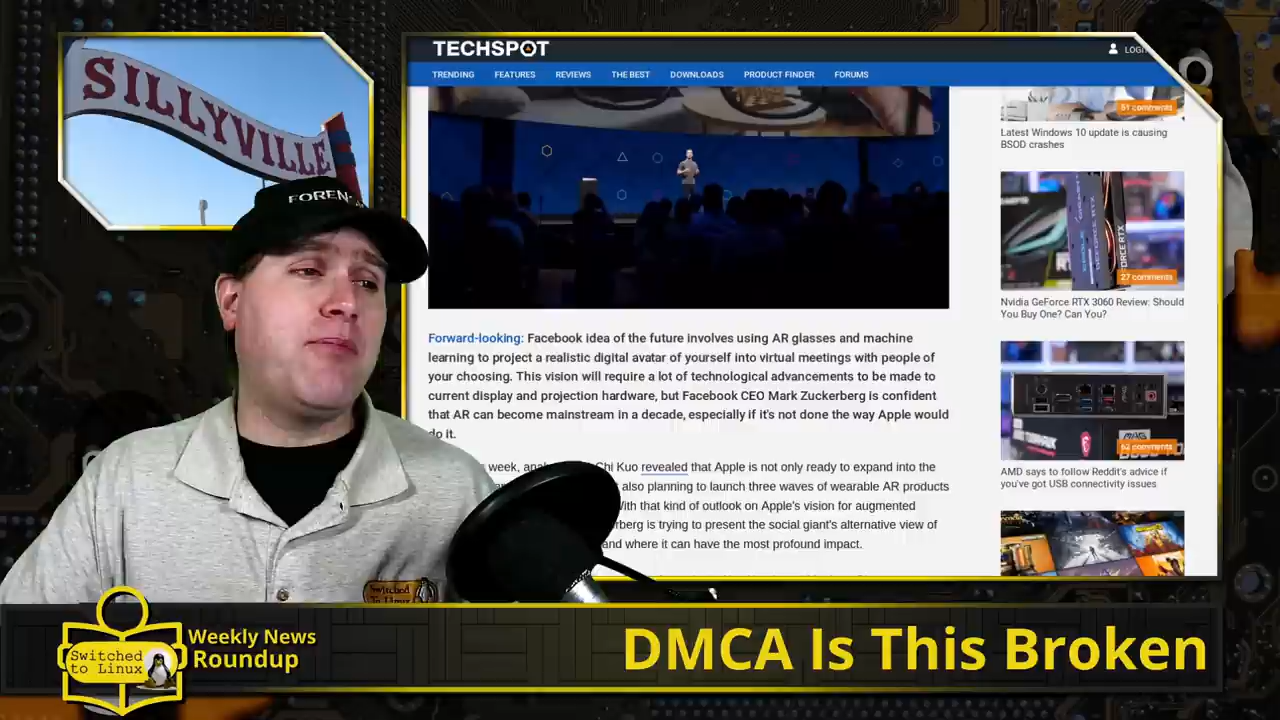 SILLYVILLE
TECHSPOT
TRENDING FEATURES REVIEWS THE BEST DOWNLOADS PRODUCT FINDER FORUMS
51 comments
Latest Windows 10 update is causing
BSOD crashes
27 comments
Nvidia GeForce RTX 3060 Review: Should
You Buy One? Can You?
62 comments
AMD says to follow Reddit's advice if
you've got USB connectivity issues
Forward-looking: Facebook idea of the future involves using AR glasses and machine
learning to project a realistic digital avatar of yourself into virtual meetings with people of
your choosing. This vision will require a lot of technological advancements to be made to
current display and projection hardware, but Facebook CEO Mark Zuckerberg is confident
that AR can become mainstream in a decade, especially if it's not done the way Apple would
do it.
week, Chi Kuo revealed that Apple is not only ready to expand into the
also planning to launch three waves of wearable AR products
With that kind of outlook on Apple's vision for augmented
is trying to present the social giant's alternative view of
and where it can have the most profound impact.
Switched
To Linux
Switched
to Linux
Weekly News
Roundup
DMCA Is This Broken